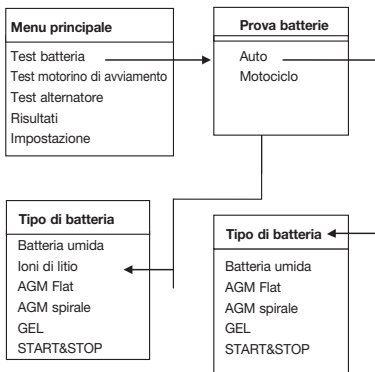 Menu principale
Test batteria
Test motorino di avviamento
Test alternatore
Risultati
Impostazione
Prova batterie
Auto
Motociclo
Tipo di batteria
Batteria umida
Ioni di litio
AGM Flat
AGM spirale
GEL
START&STOP
Tipo di batteria
Batteria umida
AGM Flat
AGM spirale
GEL
START&STOP